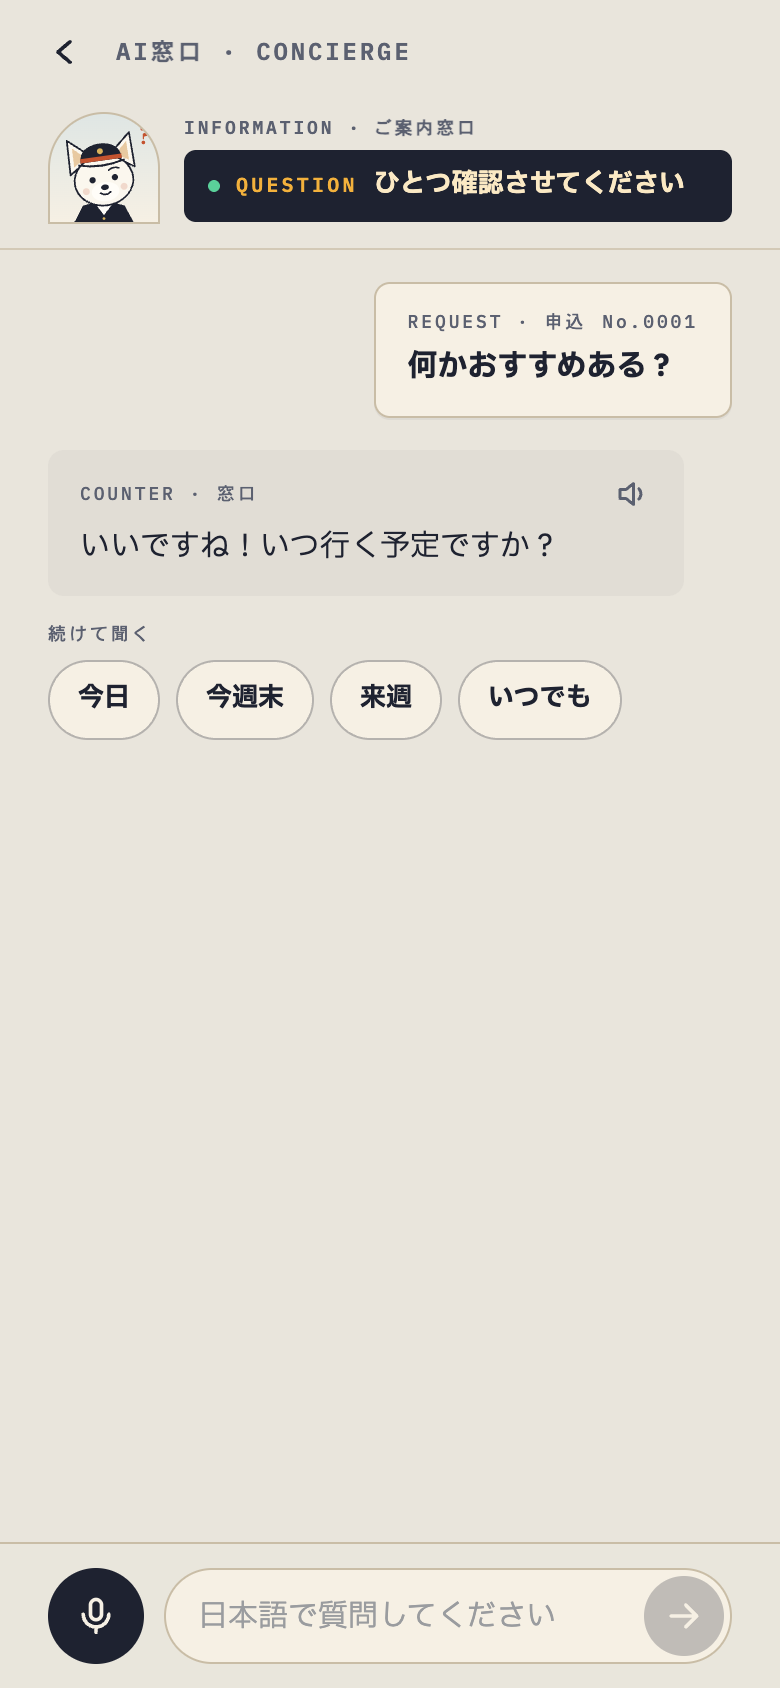 AI窓口 · CONCIERGE
INFORMATION · ご案内窓口
QUESTION ひとつ確認させてください
REQUEST · 申込 No.0001
何かおすすめある？
COUNTER · 窓口
いいですね！いつ行く予定ですか？
続けて聞く
今日 今週末 来週 いつでも
日本語で質問してください